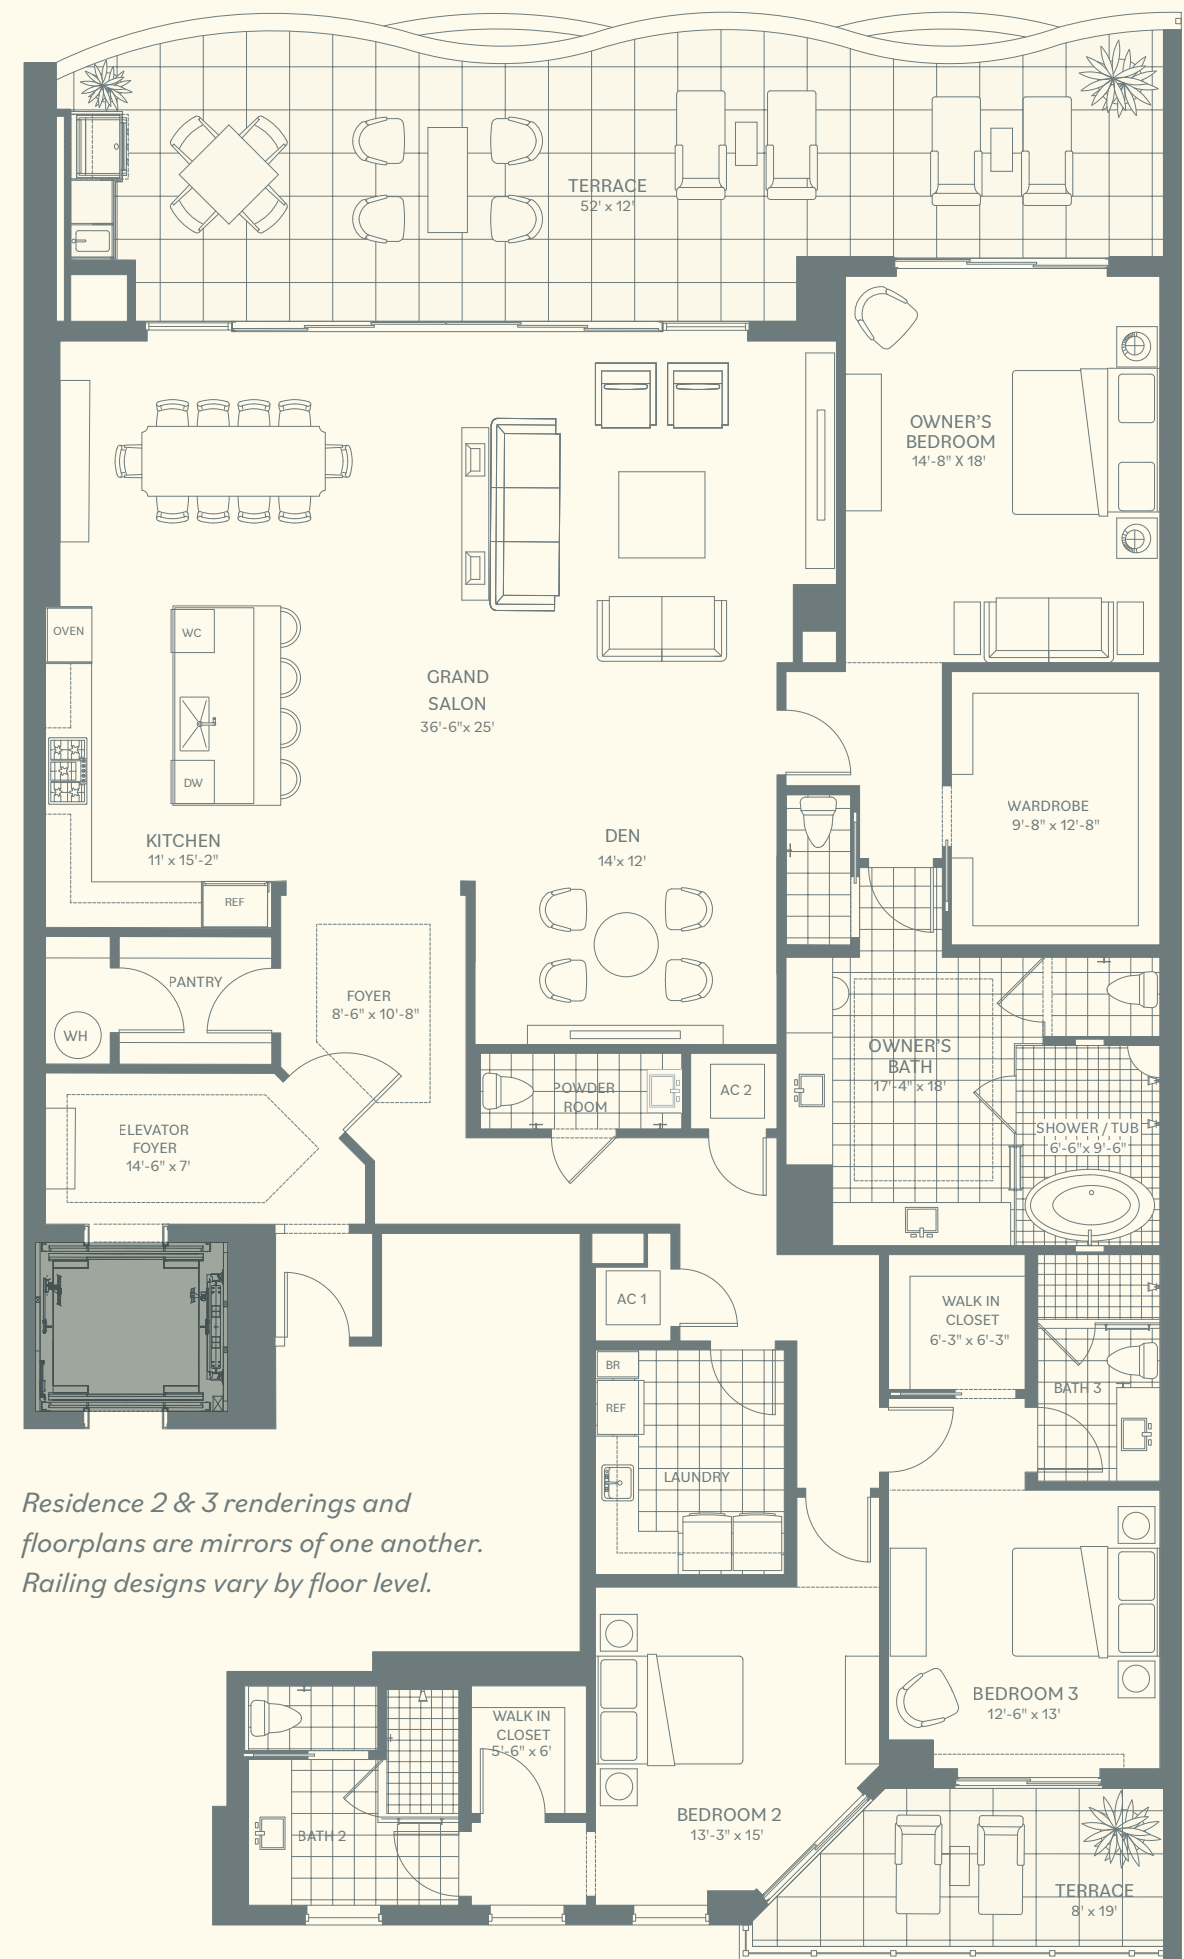 TERRACE
52' x 12'
OWNER'S
BEDROOM
14'-8" X 18'
OVEN
WC
GRAND
SALON
36'-6"x 25'
DW
WARDROBE
9'-8" x 12'-8"
KITCHEN
11' x 15'-2"
DEN
14'x 12'
REF
PANTRY
FOYER
8'-6" x 10'-8"
WH
OWNER'S
BATH
17'-4" x 18'
POWDER
ROOM
AC 2
ELEVATOR
FOYER
14'-6" x 7'
SHOWER / TUB
6'-6"x 9'-6"
AC 1
WALK IN
CLOSET
6'-3" x 6'-3"
BR
REF
BATH 3
LAUNDRY
Residence 2 & 3 renderings and
floorplans are mirrors of one another.
Railing designs vary by floor level.
WALK IN
CLOSET
5'-6" x 6'
BEDROOM 3
12'-6" x 13'
BEDROOM 2
13'-3" x 15'
BATH 2
TERRACE
8' x 19'